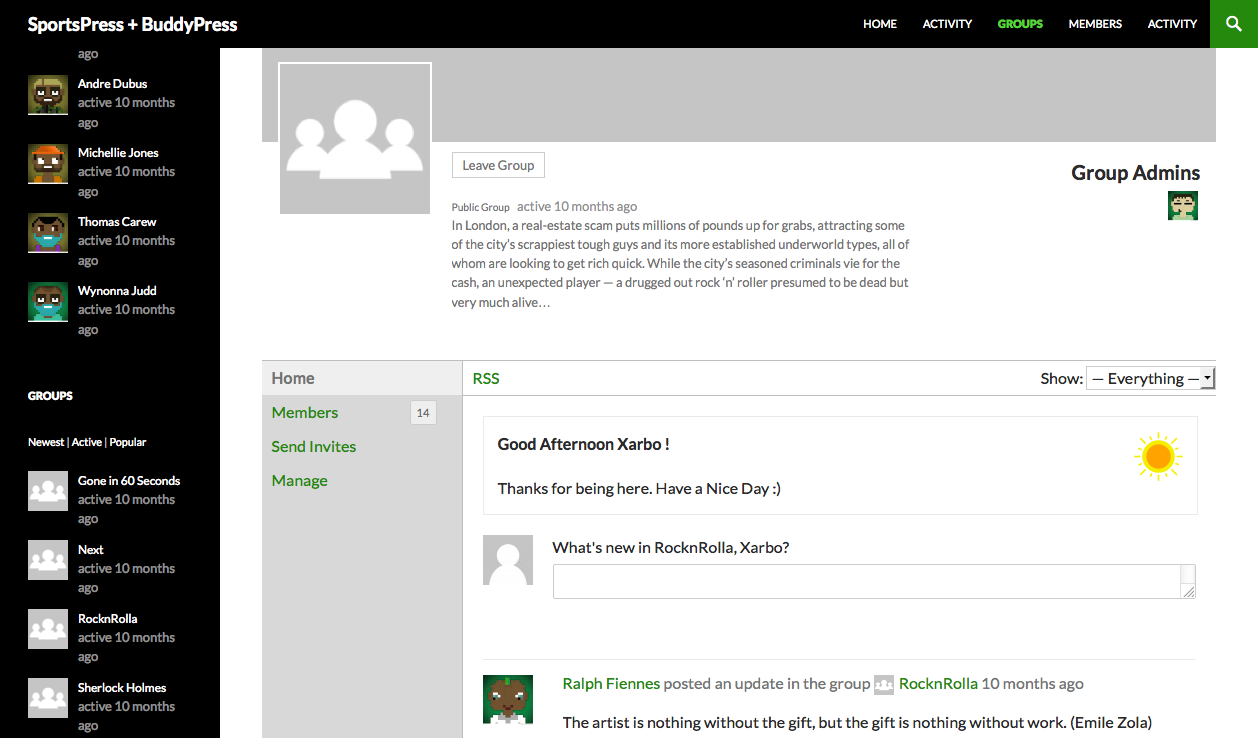 SportsPress + BuddyPress
HOME ACTIVITY GROUPS MEMBERS ACTIVITY
ago
Andre Dubus
active 10 months
ago
Michellie Jones
active 10 months
ago
Thomas Carew
active 10 months
ago
Wynonna Judd
active 10 months
ago
GROUPS
Newest | Active | Popular
Gone in 60 Seconds
active 10 months
ago
Next
active 10 months
ago
RocknRolla
active 10 months
ago
Sherlock Holmes
active 10 months
ago
Leave Group
Group Admins
Public Group active 10 months ago
In London, a real-estate scam puts millions of pounds up for grabs, attracting some
of the city’s scrappiest tough guys and its more established underworld types, all of
whom are looking to get rich quick. While the city’s seasoned criminals vie for the
cash, an unexpected player — a drugged out rock ‘n’ roller presumed to be dead but
very much alive…
Home
Members 14
Send Invites
Manage
RSS
Show: — Everything —
Good Afternoon Xarbo !
Thanks for being here. Have a Nice Day :)
What's new in RocknRolla, Xarbo?
Ralph Fiennes posted an update in the group RocknRolla 10 months ago
The artist is nothing without the gift, but the gift is nothing without work. (Emile Zola)